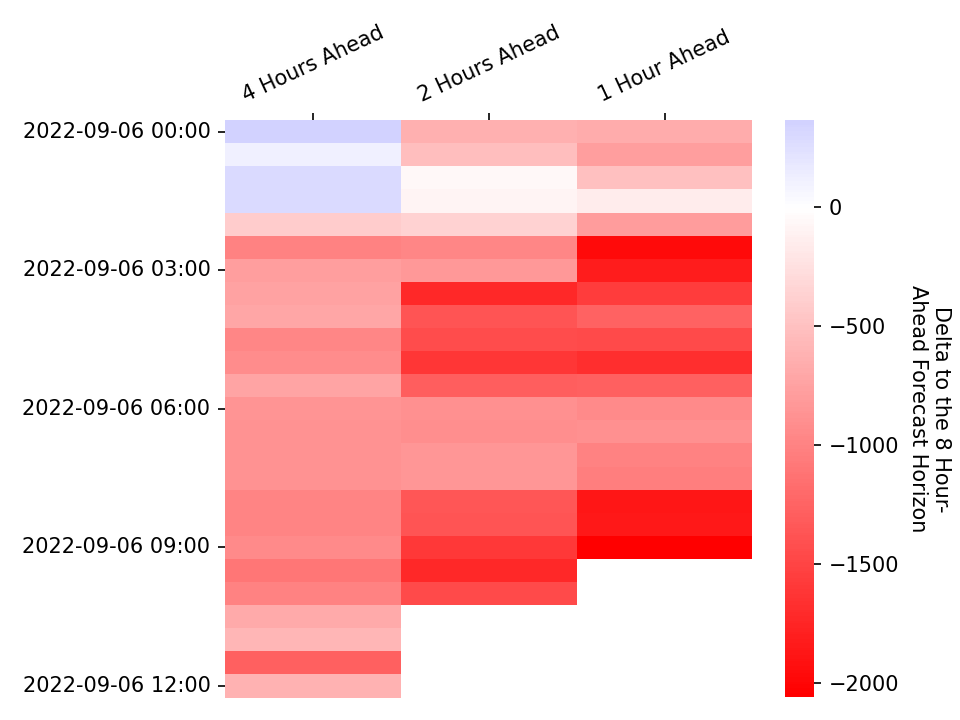 4 Hours Ahead
2 Hours Ahead
1 Hour Ahead
2022-09-06 00:00
2022-09-06 03:00
2022-09-06 06:00
2022-09-06 09:00
2022-09-06 12:00
0
−500
−1000
−1500
−2000
Delta to the 8 Hour-
Ahead Forecast Horizon